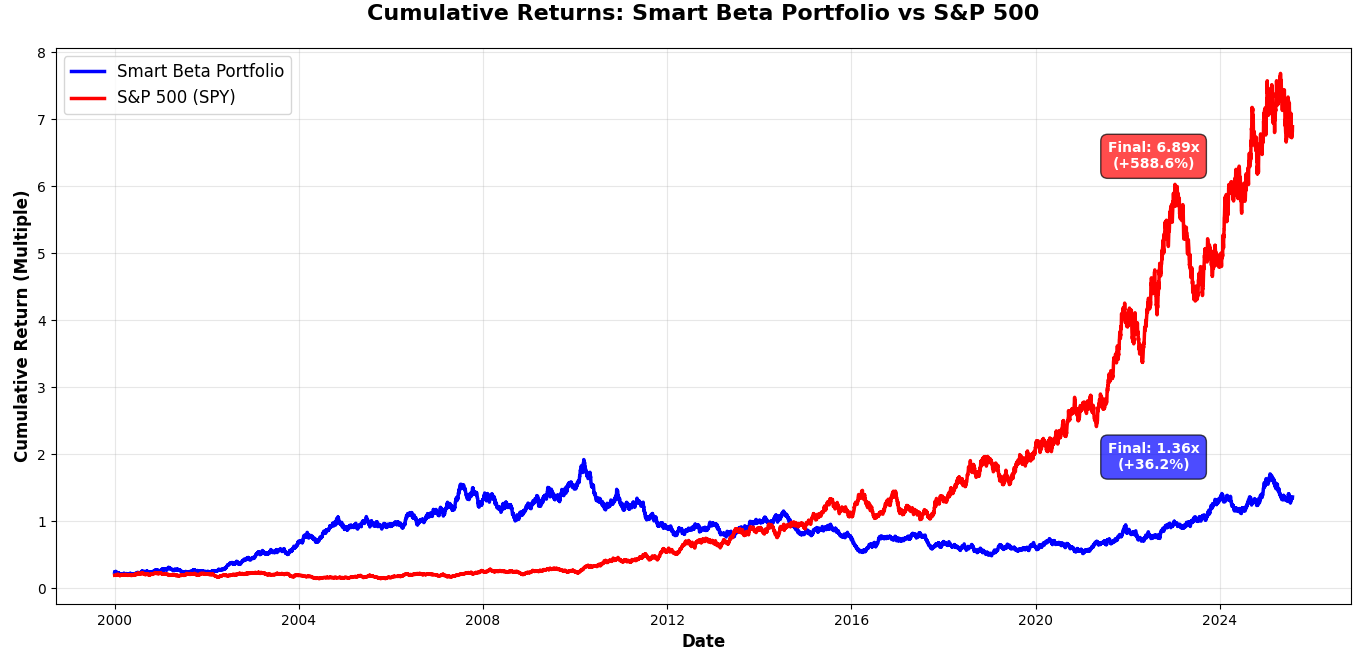 Cumulative Returns: Smart Beta Portfolio vs S&P 500
Cumulative Return (Multiple)
8
7
6
5
4
3
2
1
0
Smart Beta Portfolio
S&P 500 (SPY)
Final: 6.89x
(+588.6%)
Final: 1.36x
(+36.2%)
2000 2004 2008 2012 2016 2020 2024
Date